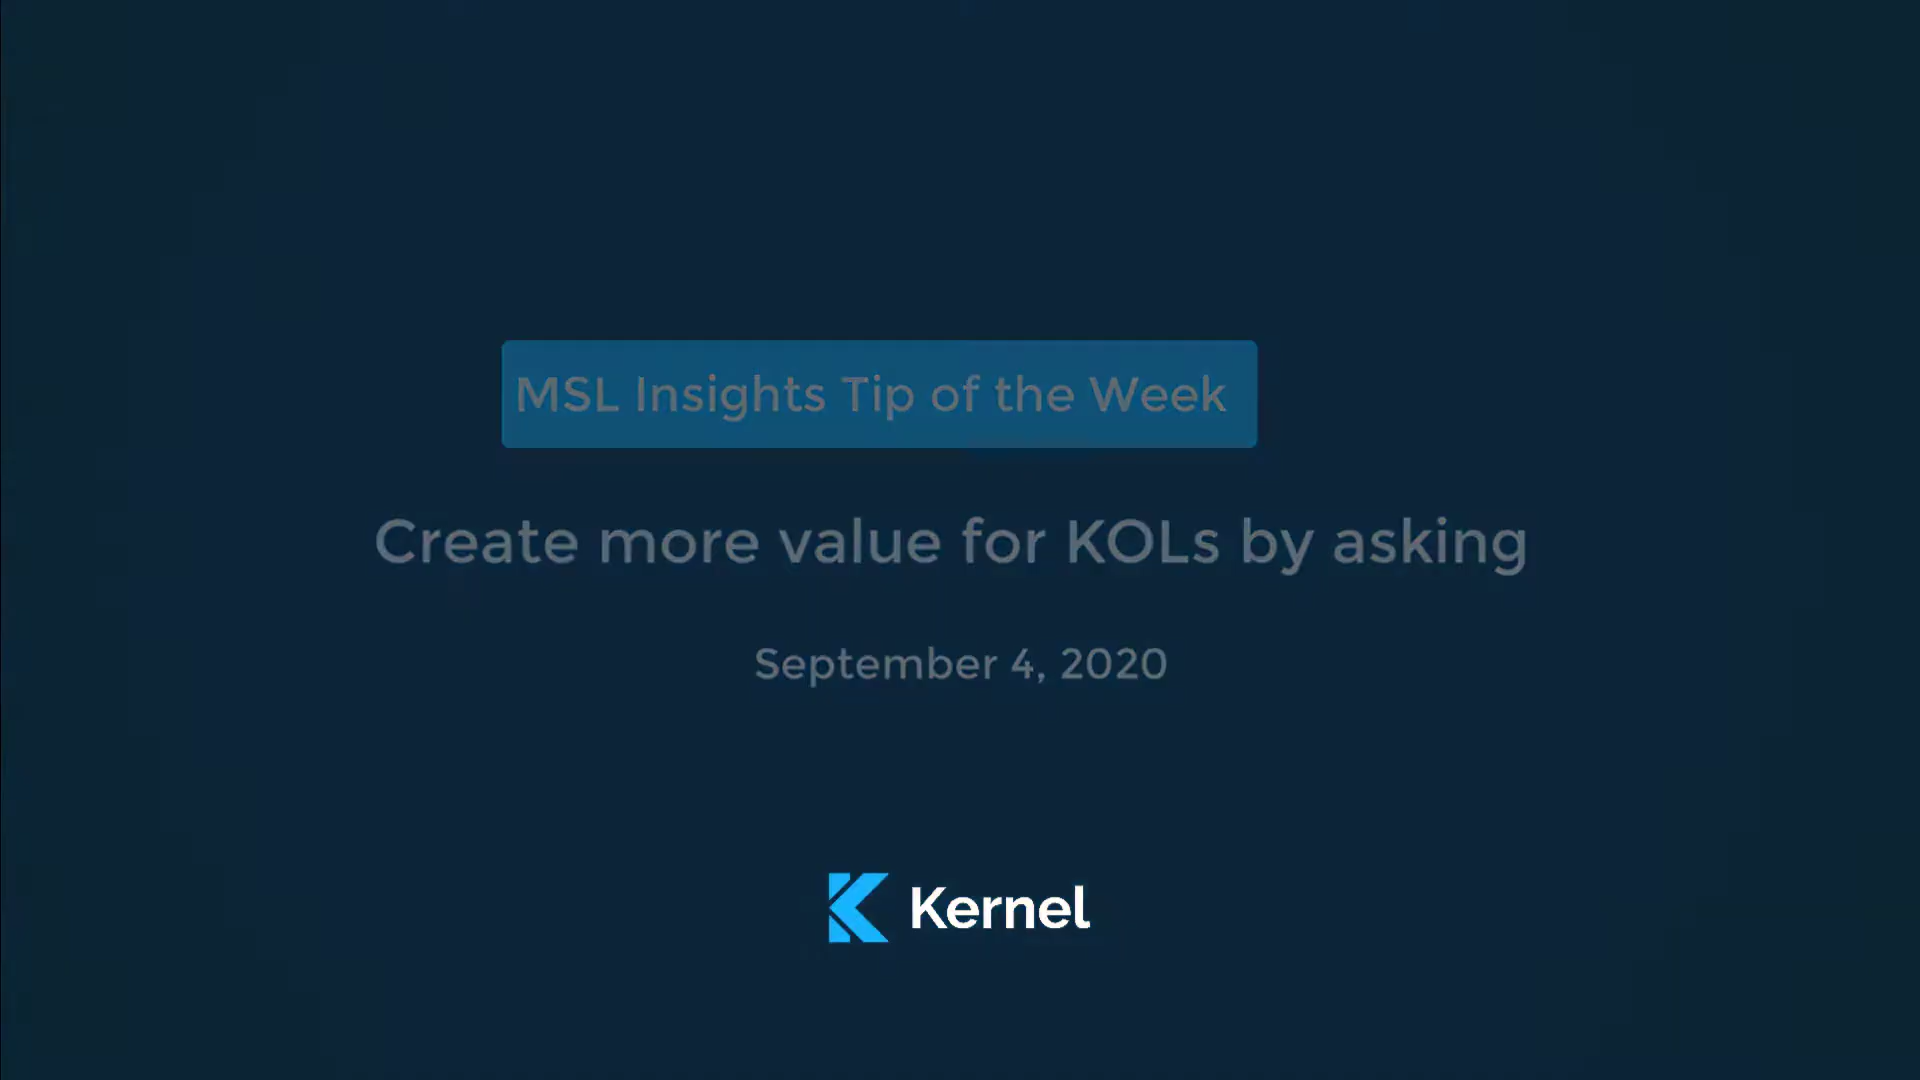 MSL Insights Tip of the Week
Create more value for KOLs by asking
September 4, 2020
Kernel